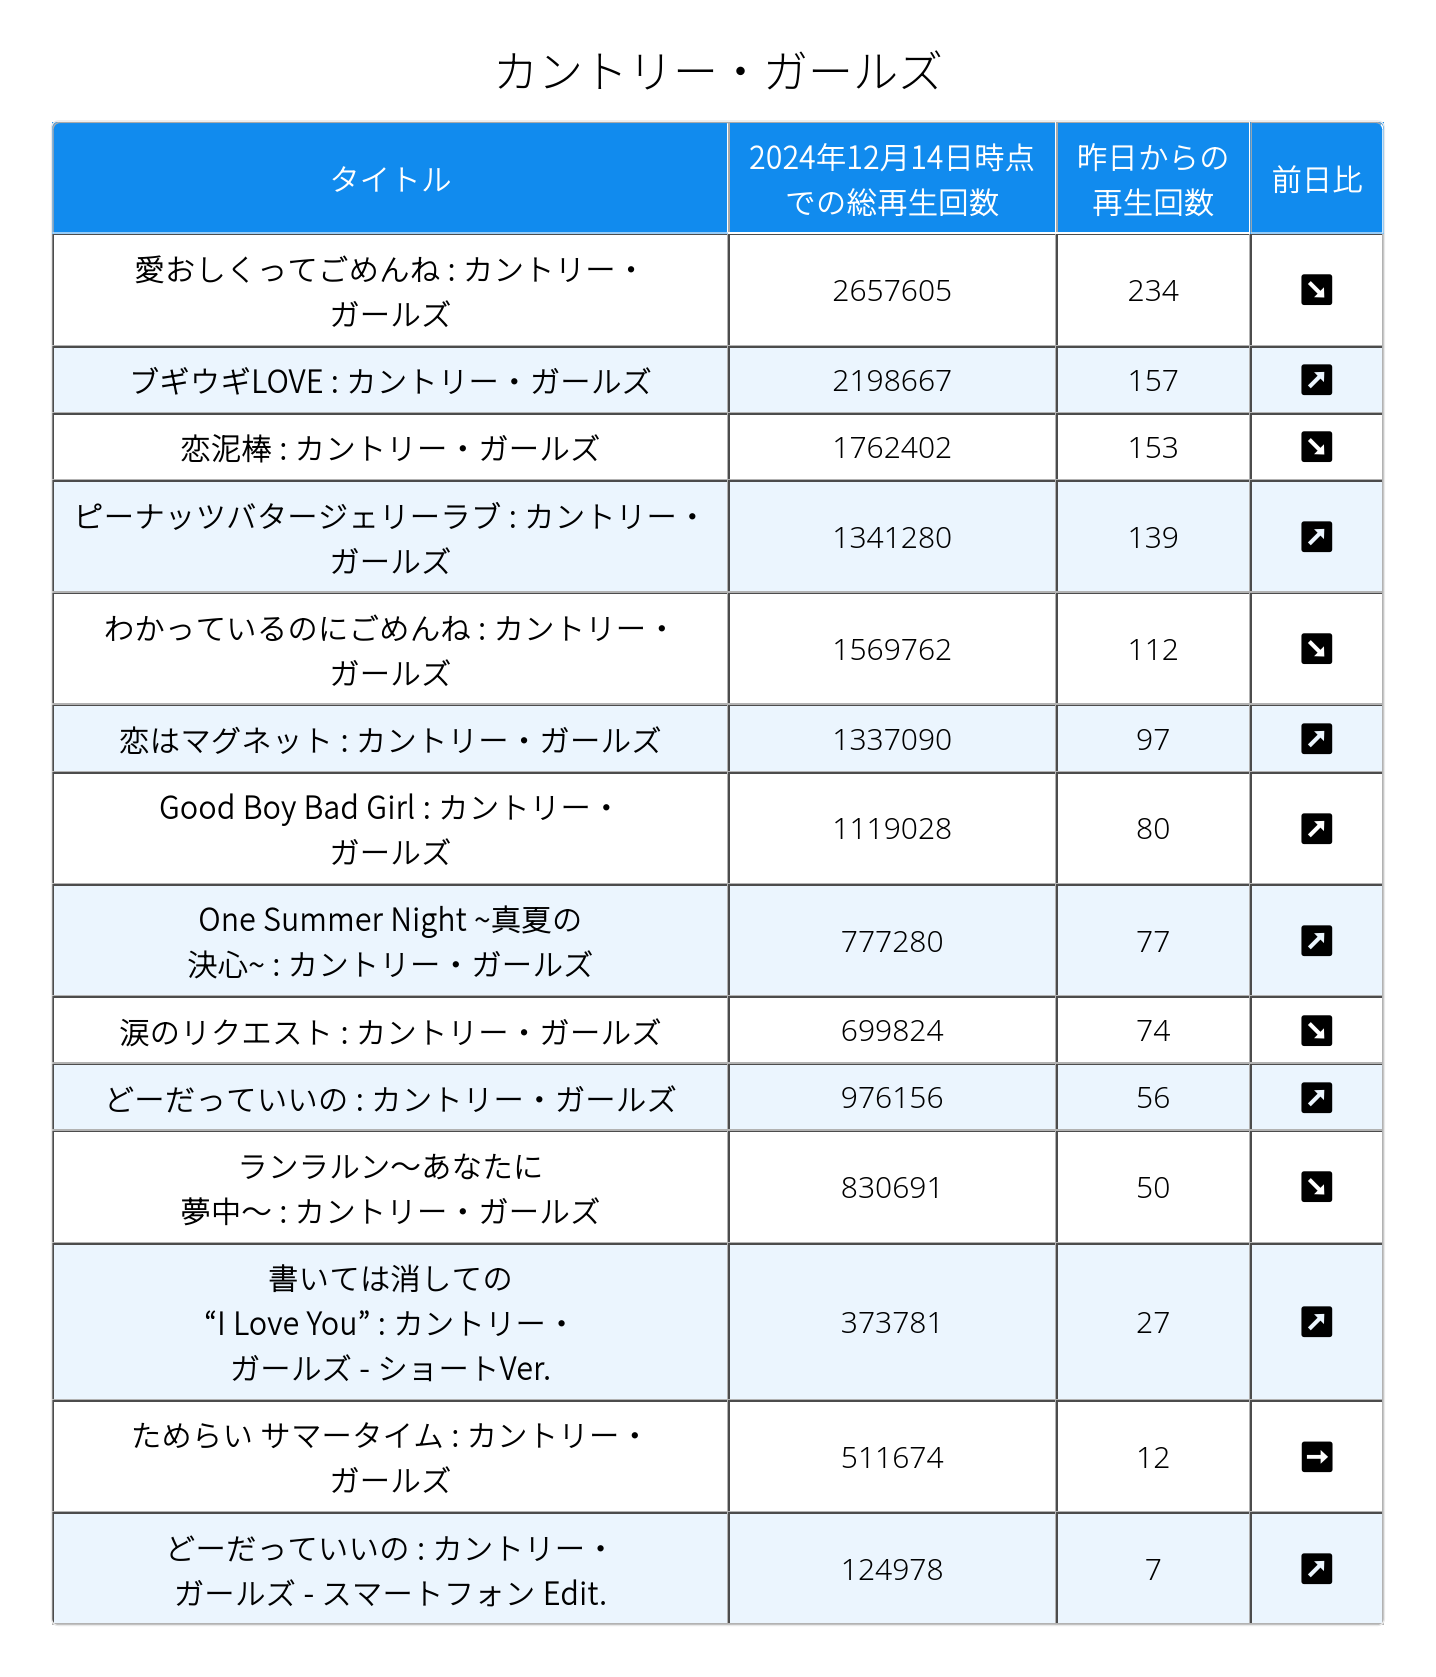 カントリー・ガールズ
タイトル
2024年12月14日時点
での総再生回数
昨日からの
再生回数
前日比
愛おしくってごめんね : カントリー・
ガールズ
2657605
234
ブギウギLOVE : カントリー・ガールズ
2198667
157
恋泥棒 : カントリー・ガールズ
1762402
153
ピーナッツバタージェリーラブ : カントリー・
ガールズ
1341280
139
わかっているのにごめんね : カントリー・
ガールズ
1569762
112
恋はマグネット : カントリー・ガールズ
1337090
97
Good Boy Bad Girl : カントリー・
ガールズ
1119028
80
One Summer Night ~真夏の
決心~ : カントリー・ガールズ
777280
77
涙のリクエスト : カントリー・ガールズ
699824
74
どーだっていいの : カントリー・ガールズ
976156
56
ランラルン〜あなたに
夢中〜 : カントリー・ガールズ
830691
50
書いては消しての
“I Love You” : カントリー・
ガールズ - ショートVer.
373781
27
ためらい サマータイム : カントリー・
ガールズ
511674
12
どーだっていいの : カントリー・
ガールズ - スマートフォン Edit.
124978
7